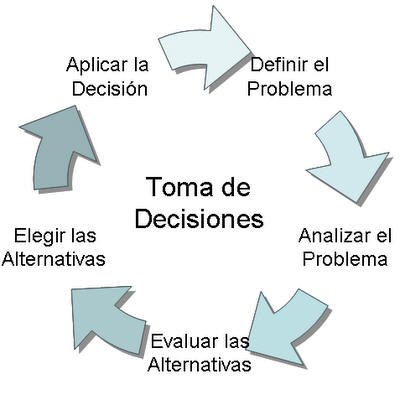 Aplicar la
Decisión
Definir el
Problema
Toma de
Decisiones
Elegir las
Alternativas
Analizar el
Problema
Evaluar las
Alternativas